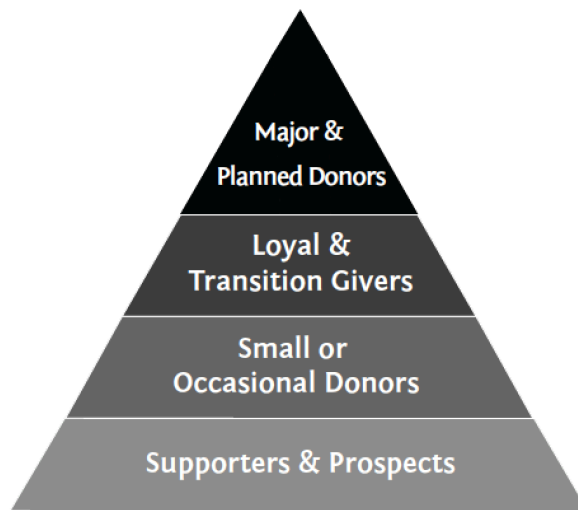 Major &
Planned Donors
Loyal &
Transition Givers
Small or
Occasional Donors
Supporters & Prospects